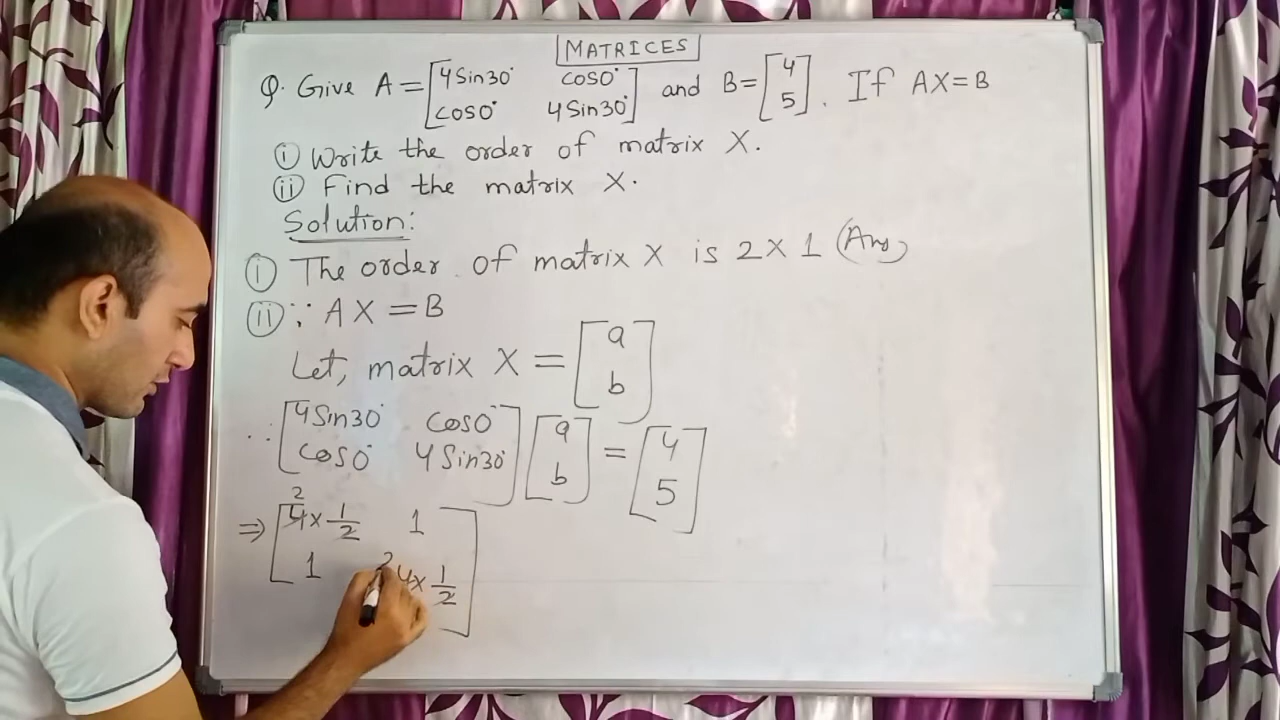 MATRICES
Q. Give A = [4Sin30° cos0° and B = [4 . If AX=B
cos0° 4Sin30°] 5]
(i) Write the order of matrix X.
(ii) Find the matrix X.
Solution:
(i) The order of matrix X is 2 X 1 (Ans)
(ii) ∵ AX = B
Let, matrix X = [a
b]
∴ [4Sin30° cos0° [a = [4
cos0° 4Sin30°] b] 5]
⇒ [2 4 × 1/2 1
1 2 4 × 1/2]